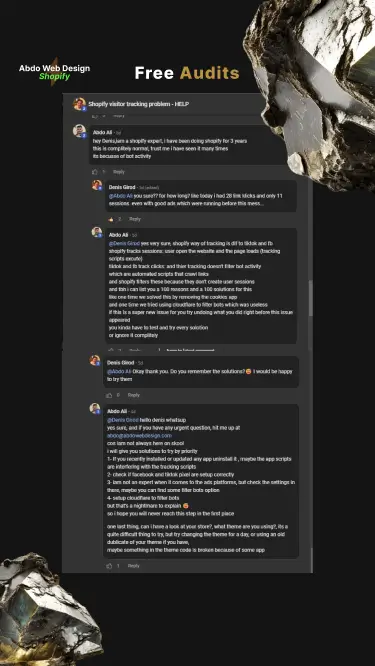 Abdo Web Design
Shopify
Free Audits
Shopify visitor tracking problem - HELP
Reply
Abdo Ali • 5d
hey Denis,iam a shopify expert, i have been doing shopify for 3 years
this is completely normal, trust me i have seen it many times
its because of bot activity
Reply
Denis Girod • 5d (edited)
@Abdo Ali you sure?? for how long? like today i had 28 link klicks and only 11
sessions. even with good ads which were running before this mess...
2 Reply
Abdo Ali • 5d
@Denis Girod yes very sure, shopify way of tracking is dif to tiktok and fb
shopify tracks sessions, user open the website and the page loads (tracking
scripts excute)
tiktok and fb track clicks: and thier tracking doesn't filter bot activity
which are automated scripts that crawl links
and shopify filters these because they don't create user sessions
and tbh i can list you a 100 reasons and a 100 solutions for this
like one time we solved this by removing the cookies app
and one time we tried using cloudflare to filter bots which was useless
if this is a super new issue for you try undoing what you did right before this issue
appeared
you kinda have to test and try every solution
or ignore it completely
Denis Girod • 5d
@Abdo Ali Okay thank you. Do you remember the solutions?😍 I would be happy
to try them
0 Reply
Abdo Ali • 5d
@Denis Girod hello denis whatsup
yes sure, and if you have any urgent question, hit me up at
abdo@abdowebdesign.com
cos iam not always here on skool
i will give you solutions to try by priority
1- if you recently installed or updated any app uninstall it , maybe the app scripts
are interfering with the tracking scripts
2- check if facebook and tiktok pixel are setup correctly
3- iam not an expert when it comes to the ads platforms, but check the settings in
there, maybe you can find some filter bots option
4- setup cloudflare to filter bots
but that's a nightmare to explain
so i hope you will never reach this step in the first place
one last thing, can i have a look at your store?, what theme are you using?, its a
quite difficult thing to try, but try changing the theme for a day, or using an old
dublicate of your theme if you have,
maybe something in the theme code is broken because of some app
1 Reply